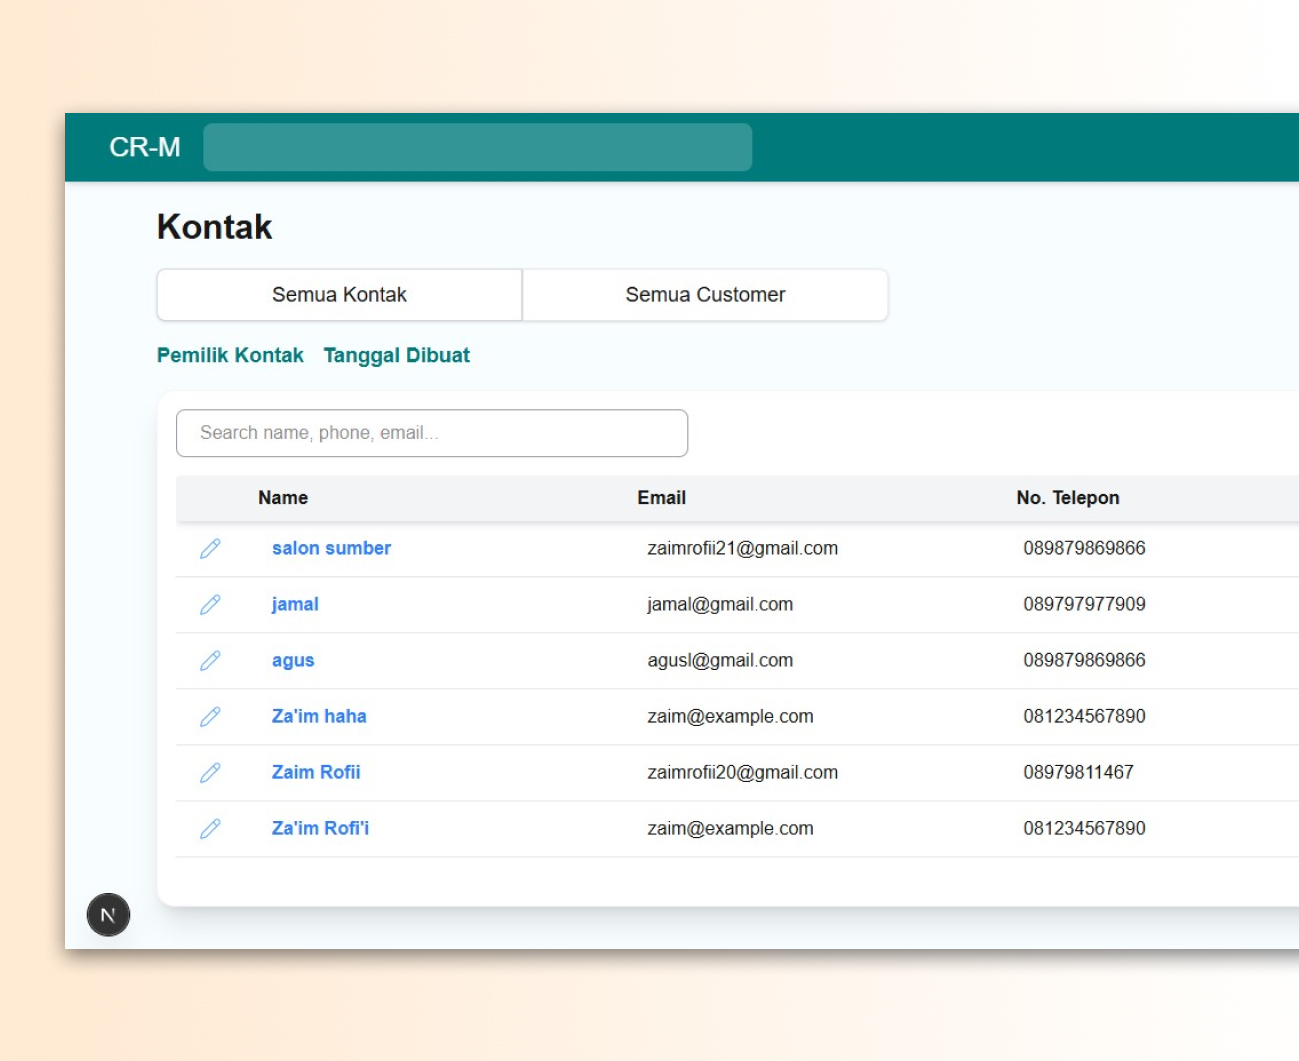 CR-M
Kontak
Semua Kontak Semua Customer
Pemilik Kontak Tanggal Dibuat
Search name, phone, email...
Name Email No. Telepon
salon sumber zaimrofii21@gmail.com 089879869866
jamal jamal@gmail.com 089797977909
agus agusl@gmail.com 089879869866
Za'im haha zaim@example.com 081234567890
Zaim Rofii zaimrofii20@gmail.com 08979811467
Za'im Rofi'i zaim@example.com 081234567890
N